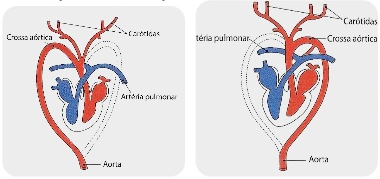 Carótidas
Crossa aórtica
Artéria pulmonar
Aorta
Carótidas
téria pulmonar
Crossa aórtica
Aorta